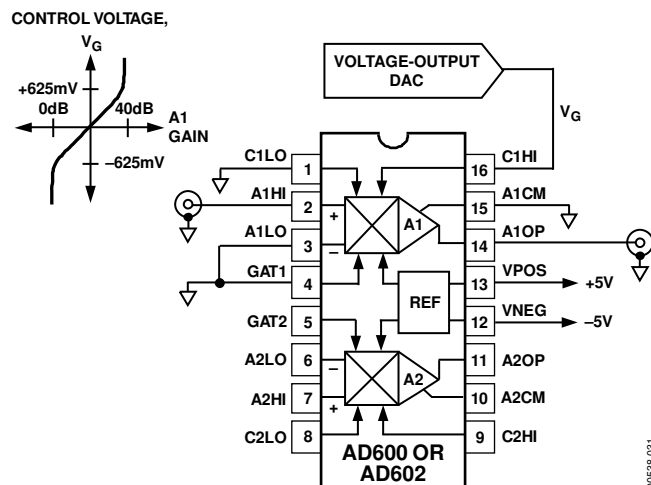 CONTROL VOLTAGE,
VG
+625mV
0dB
40dB
A1
GAIN
–625mV
VOLTAGE-OUTPUT
DAC
VG
C1LO
1
A1HI
2
A1LO
3
GAT1
4
GAT2
5
A2LO
6
A2HI
7
C2LO
8
+
–
A1
REF
–
+
A2
16
C1HI
15
A1CM
14
A1OP
13
VPOS
+5V
12
VNEG
–5V
11
A2OP
10
A2CM
9
C2HI
AD600 OR
AD602
00538-031